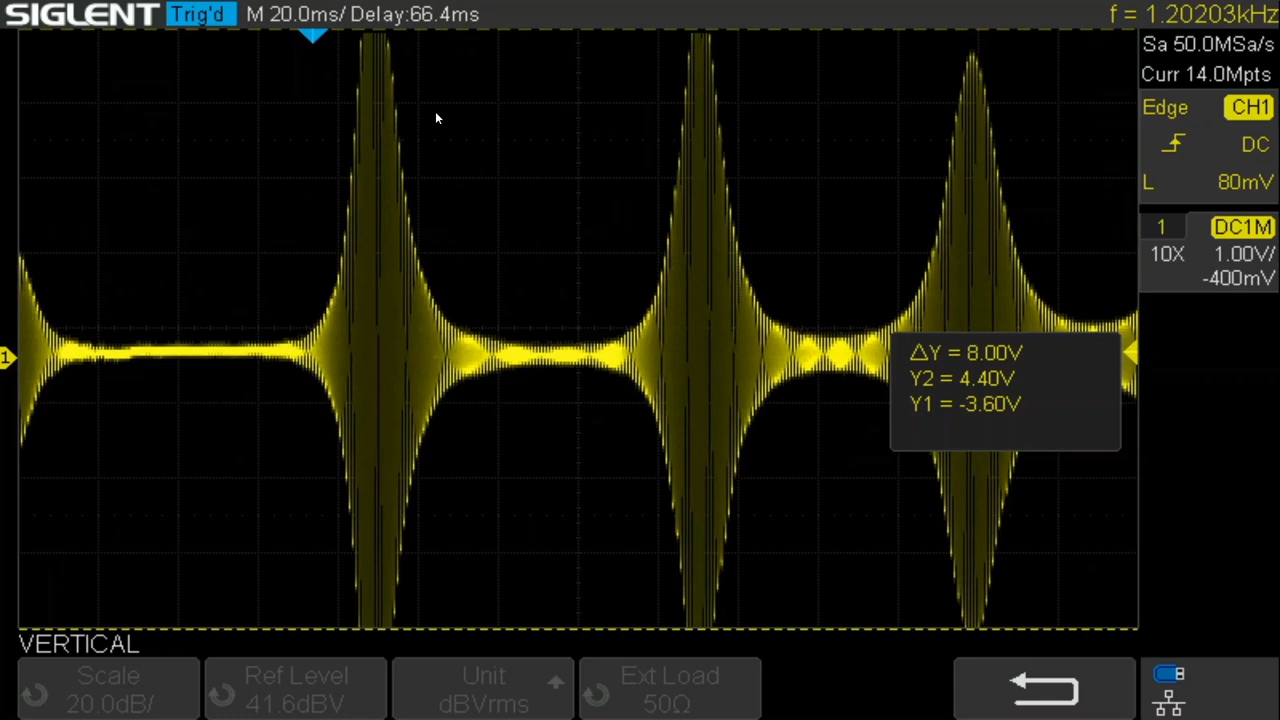 SIGLENT Trig'd M 20.0ms/ Delay:66.4ms f = 1.20203kHz
Sa 50.0MSa/s
Curr 14.0Mpts
Edge CH1
DC
L 80mV
1 DC1M
10X 1.00V/
-400mV
1
△Y = 8.00V
Y2 = 4.40V
Y1 = -3.60V
VERTICAL
Scale Ref Level Unit Ext Load
20.0dB/ 41.6dBV dBVrms 50Ω